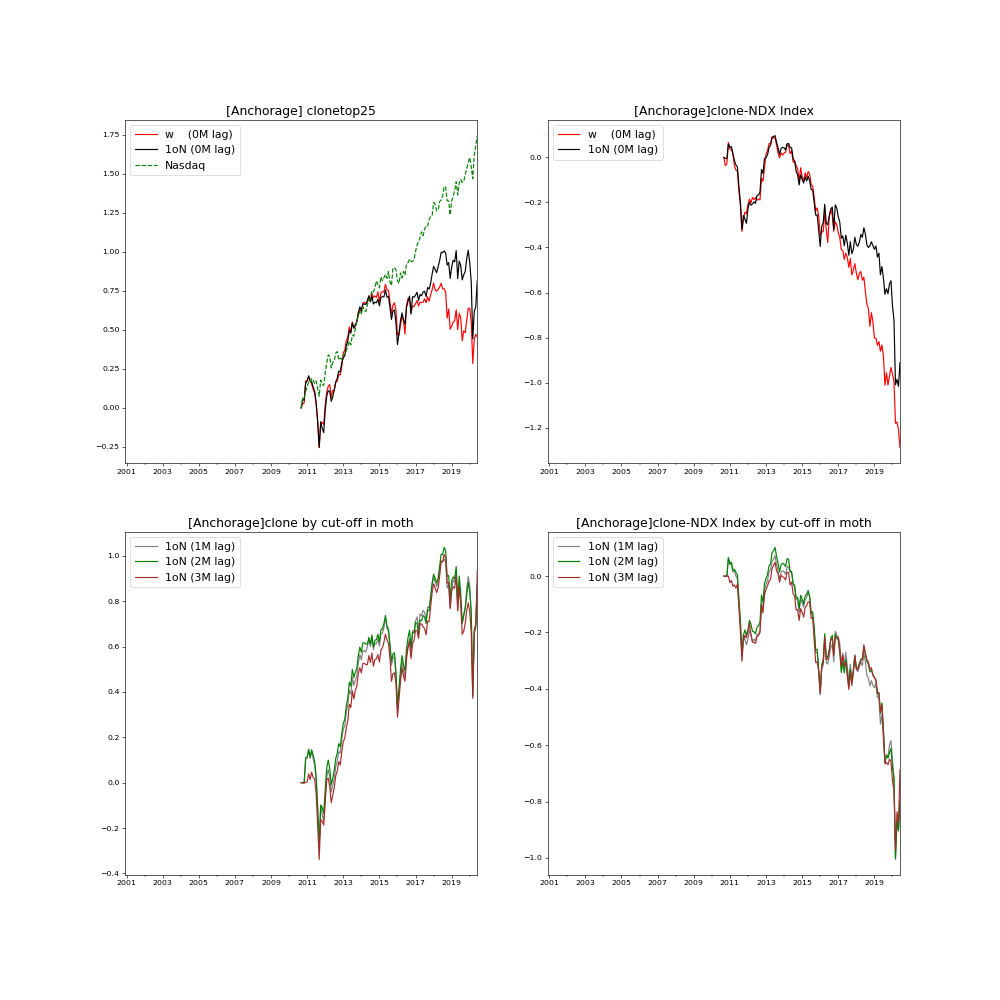 [Anchorage] clonetop25
w (0M lag)
1oN (0M lag)
Nasdaq
1.75
1.50
1.25
1.00
0.75
0.50
0.25
0.00
−0.25
2001 2003 2005 2007 2009 2011 2013 2015 2017 2019
[Anchorage]clone-NDX Index
w (0M lag)
1oN (0M lag)
0.0
−0.2
−0.4
−0.6
−0.8
−1.0
−1.2
2001 2003 2005 2007 2009 2011 2013 2015 2017 2019
[Anchorage]clone by cut-off in moth
1oN (1M lag)
1oN (2M lag)
1oN (3M lag)
1.0
0.8
0.6
0.4
0.2
0.0
−0.2
−0.4
2001 2003 2005 2007 2009 2011 2013 2015 2017 2019
[Anchorage]clone-NDX Index by cut-off in moth
1oN (1M lag)
1oN (2M lag)
1oN (3M lag)
0.0
−0.2
−0.4
−0.6
−0.8
−1.0
2001 2003 2005 2007 2009 2011 2013 2015 2017 2019